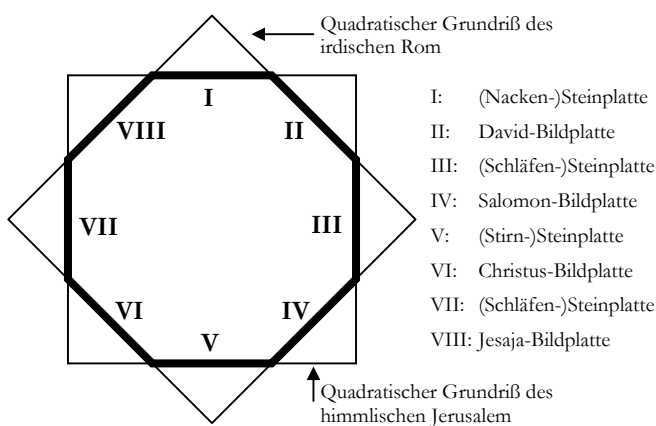 Quadratischer Grundriß des
irdischen Rom
I
II
III
IV
V
VI
VII
VIII
I: (Nacken-)Steinplatte
II: David-Bildplatte
III: (Schläfen-)Steinplatte
IV: Salomon-Bildplatte
V: (Stirn-)Steinplatte
VI: Christus-Bildplatte
VII: (Schläfen-)Steinplatte
VIII: Jesaja-Bildplatte
Quadratischer Grundriß des
himmlischen Jerusalem